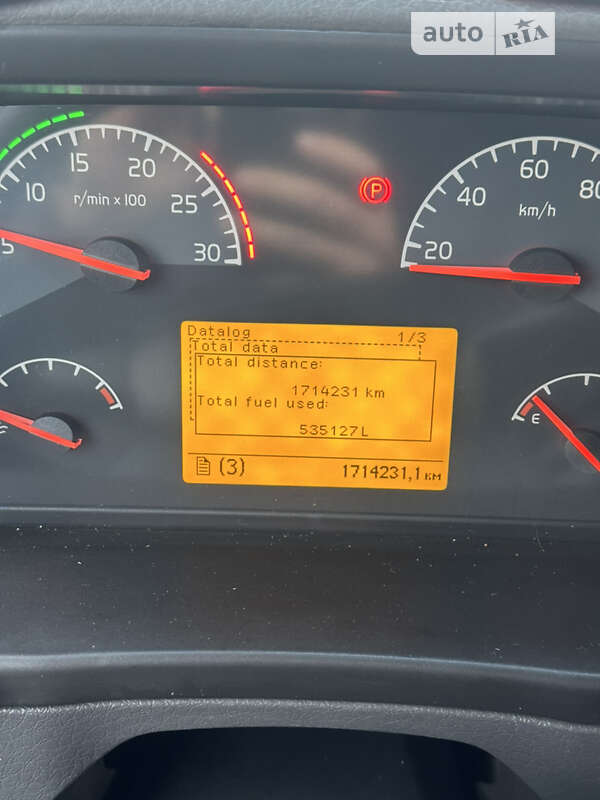 auto RIA
5 10 15 20 25 30
r/min x 100
P
20 40 60 80
km/h
Datalog 1/3
Total data
Total distance:
1714231 km
Total fuel used:
535127L
(3) 1714231,1 км
E